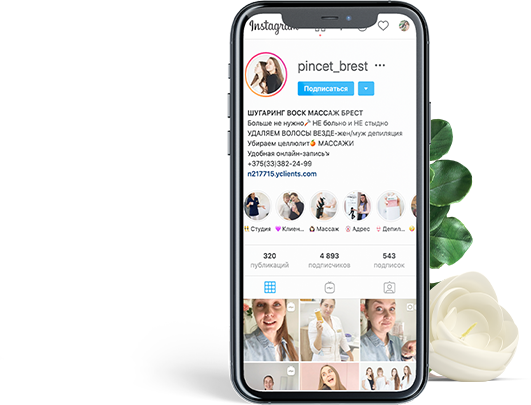 Instagram
pincet_brest
Подписаться
ШУГАРИНГ ВОСК МАССАЖ БРЕСТ
Больше не нужно НЕ больно и НЕ стыдно
УДАЛЯЕМ ВОЛОСЫ ВЕЗДЕ-жен/муж депиляция
Убираем целлюлит МАССАЖИ
Удобная онлайн-запись
+375(33)382-24-99
n217715.yclients.com
Студия Клиен... Массаж Адрес Депил...
320 4 893 543
публикаций подписчиков подписок